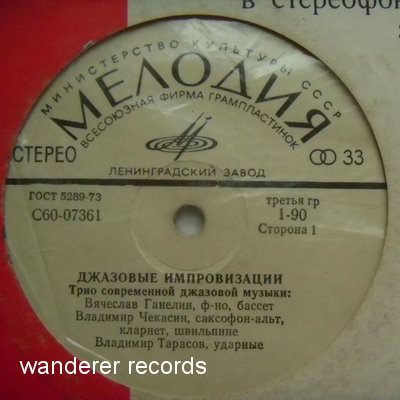 в стереофон
МИНИСТЕРСТВО КУЛЬТУРЫ СССР
МЕЛОДИЯ
ВСЕСОЮЗНАЯ ФИРМА ГРАМПЛАСТИНОК
СТЕРЕО
33
ЛЕНИНГРАДСКИЙ ЗАВОД
ГОСТ 5289-73
третья гр
С60-07361
1-90
Сторона 1
ДЖАЗОВЫЕ ИМПРОВИЗАЦИИ
Трио современной джазовой музыки:
Вячеслав Ганелин, ф-но, бассет
Владимир Чекасин, саксофон-альт,
кларнет, швильпине
Владимир Тарасов, ударные
wanderer records